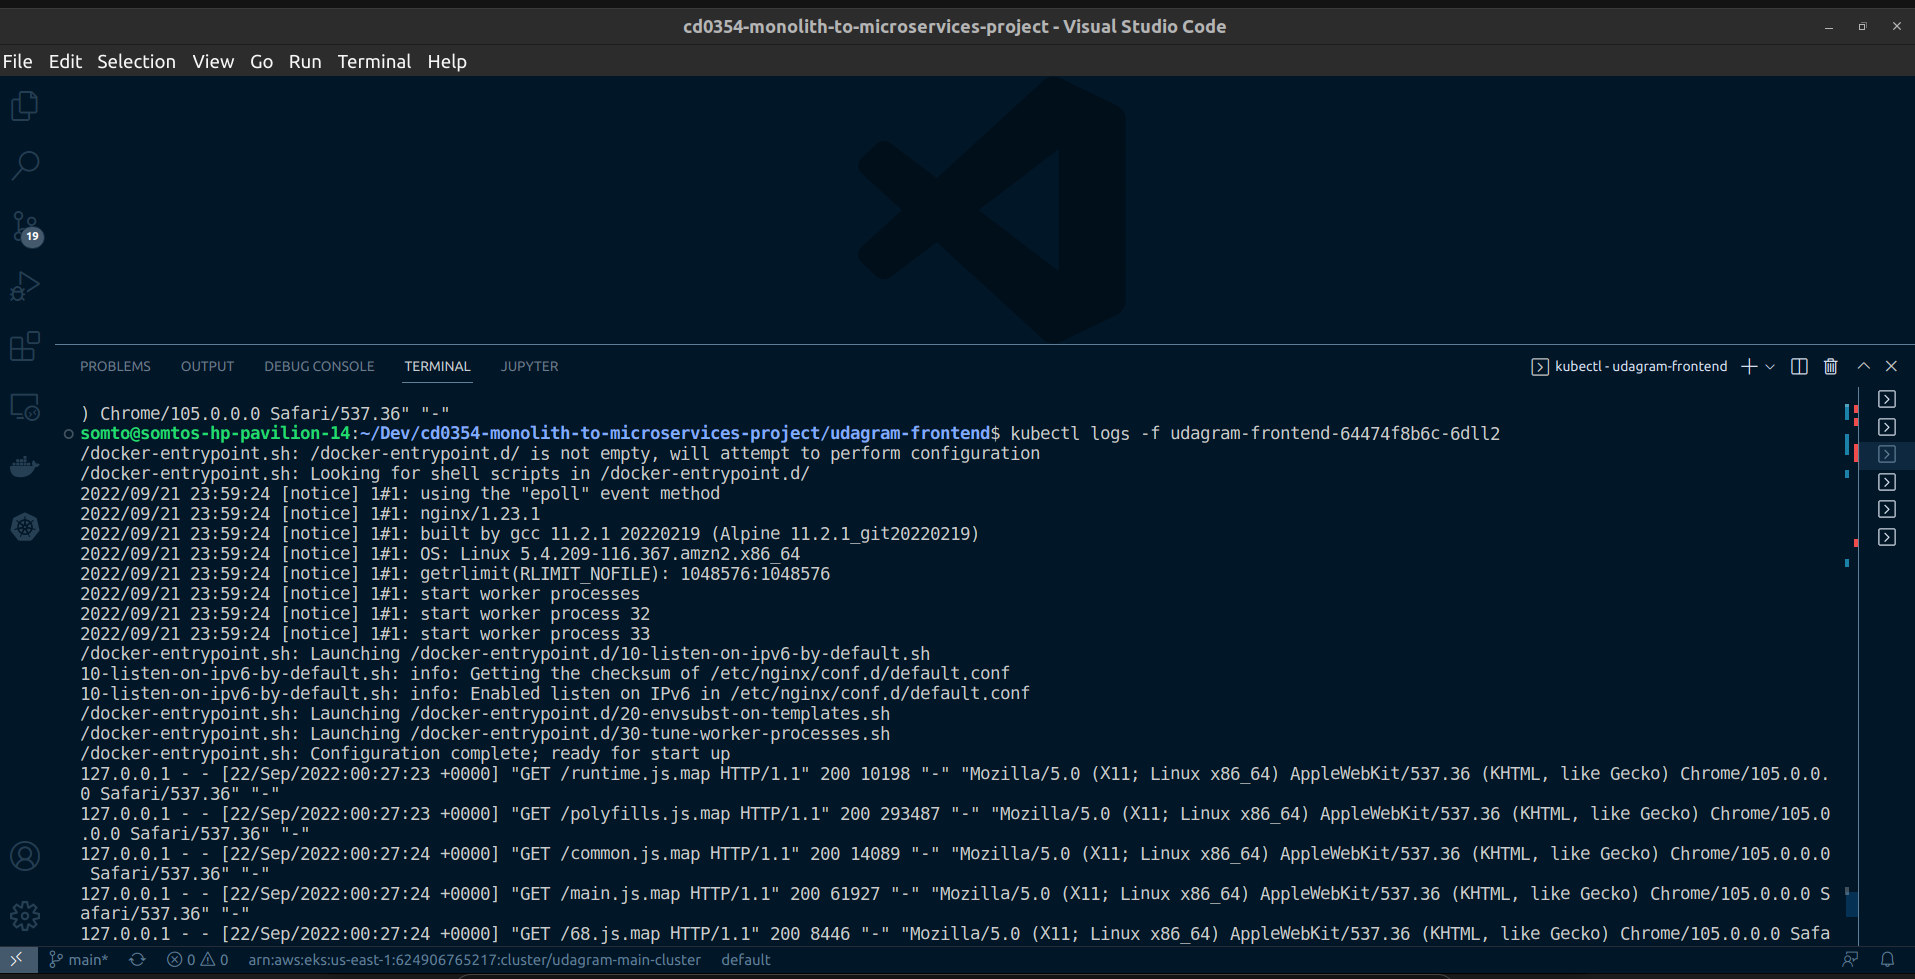 cd0354-monolith-to-microservices-project - Visual Studio Code
File Edit Selection View Go Run Terminal Help
19
PROBLEMS OUTPUT DEBUG CONSOLE TERMINAL JUPYTER
kubectl - udagram-frontend
) Chrome/105.0.0.0 Safari/537.36" "-"
somto@somtos-hp-pavilion-14:~/Dev/cd0354-monolith-to-microservices-project/udagram-frontend$ kubectl logs -f udagram-frontend-64474f8b6c-6dll2
/docker-entrypoint.sh: /docker-entrypoint.d/ is not empty, will attempt to perform configuration
/docker-entrypoint.sh: Looking for shell scripts in /docker-entrypoint.d/
2022/09/21 23:59:24 [notice] 1#1: using the "epoll" event method
2022/09/21 23:59:24 [notice] 1#1: nginx/1.23.1
2022/09/21 23:59:24 [notice] 1#1: built by gcc 11.2.1 20220219 (Alpine 11.2.1_git20220219)
2022/09/21 23:59:24 [notice] 1#1: OS: Linux 5.4.209-116.367.amzn2.x86_64
2022/09/21 23:59:24 [notice] 1#1: getrlimit(RLIMIT_NOFILE): 1048576:1048576
2022/09/21 23:59:24 [notice] 1#1: start worker processes
2022/09/21 23:59:24 [notice] 1#1: start worker process 32
2022/09/21 23:59:24 [notice] 1#1: start worker process 33
/docker-entrypoint.sh: Launching /docker-entrypoint.d/10-listen-on-ipv6-by-default.sh
10-listen-on-ipv6-by-default.sh: info: Getting the checksum of /etc/nginx/conf.d/default.conf
10-listen-on-ipv6-by-default.sh: info: Enabled listen on IPv6 in /etc/nginx/conf.d/default.conf
/docker-entrypoint.sh: Launching /docker-entrypoint.d/20-envsubst-on-templates.sh
/docker-entrypoint.sh: Launching /docker-entrypoint.d/30-tune-worker-processes.sh
/docker-entrypoint.sh: Configuration complete; ready for start up
127.0.0.1 - - [22/Sep/2022:00:27:23 +0000] "GET /runtime.js.map HTTP/1.1" 200 10198 "-" "Mozilla/5.0 (X11; Linux x86_64) AppleWebKit/537.36 (KHTML, like Gecko) Chrome/105.0.0.
0 Safari/537.36" "-"
127.0.0.1 - - [22/Sep/2022:00:27:23 +0000] "GET /polyfills.js.map HTTP/1.1" 200 293487 "-" "Mozilla/5.0 (X11; Linux x86_64) AppleWebKit/537.36 (KHTML, like Gecko) Chrome/105.0
.0.0 Safari/537.36" "-"
127.0.0.1 - - [22/Sep/2022:00:27:24 +0000] "GET /common.js.map HTTP/1.1" 200 14089 "-" "Mozilla/5.0 (X11; Linux x86_64) AppleWebKit/537.36 (KHTML, like Gecko) Chrome/105.0.0.0
 Safari/537.36" "-"
127.0.0.1 - - [22/Sep/2022:00:27:24 +0000] "GET /main.js.map HTTP/1.1" 200 61927 "-" "Mozilla/5.0 (X11; Linux x86_64) AppleWebKit/537.36 (KHTML, like Gecko) Chrome/105.0.0.0 S
afari/537.36" "-"
127.0.0.1 - - [22/Sep/2022:00:27:24 +0000] "GET /68.js.map HTTP/1.1" 200 8446 "-" "Mozilla/5.0 (X11; Linux x86_64) AppleWebKit/537.36 (KHTML, like Gecko) Chrome/105.0.0.0 Safa
main* 0 0 arn:aws:eks:us-east-1:624906765217:cluster/udagram-main-cluster default